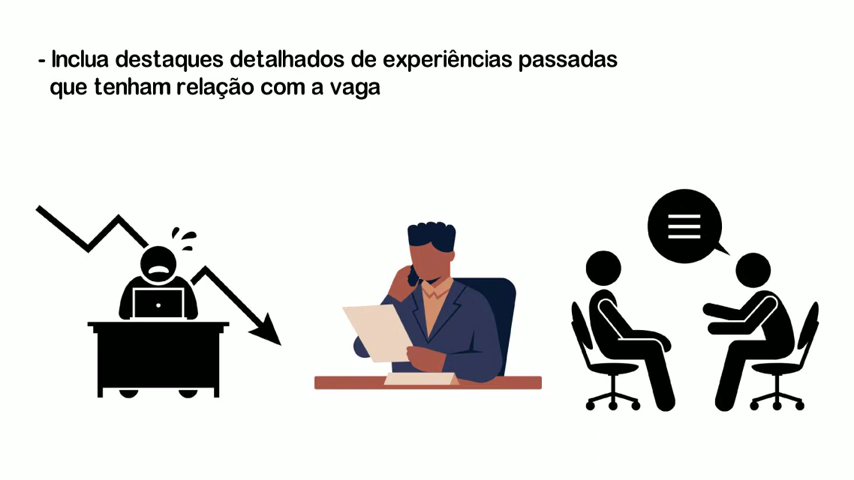 - Inclua destaques detalhados de experiências passadas
que tenham relação com a vaga